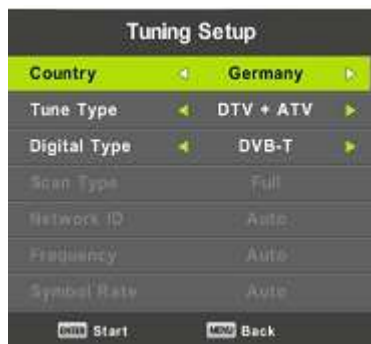 Tuning Setup
Country Germany
Tune Type DTV + ATV
Digital Type DVB-T
Scan Type Full
Network ID Auto
Frequency Auto
Symbol Rate Auto
ENTER Start MENU Back